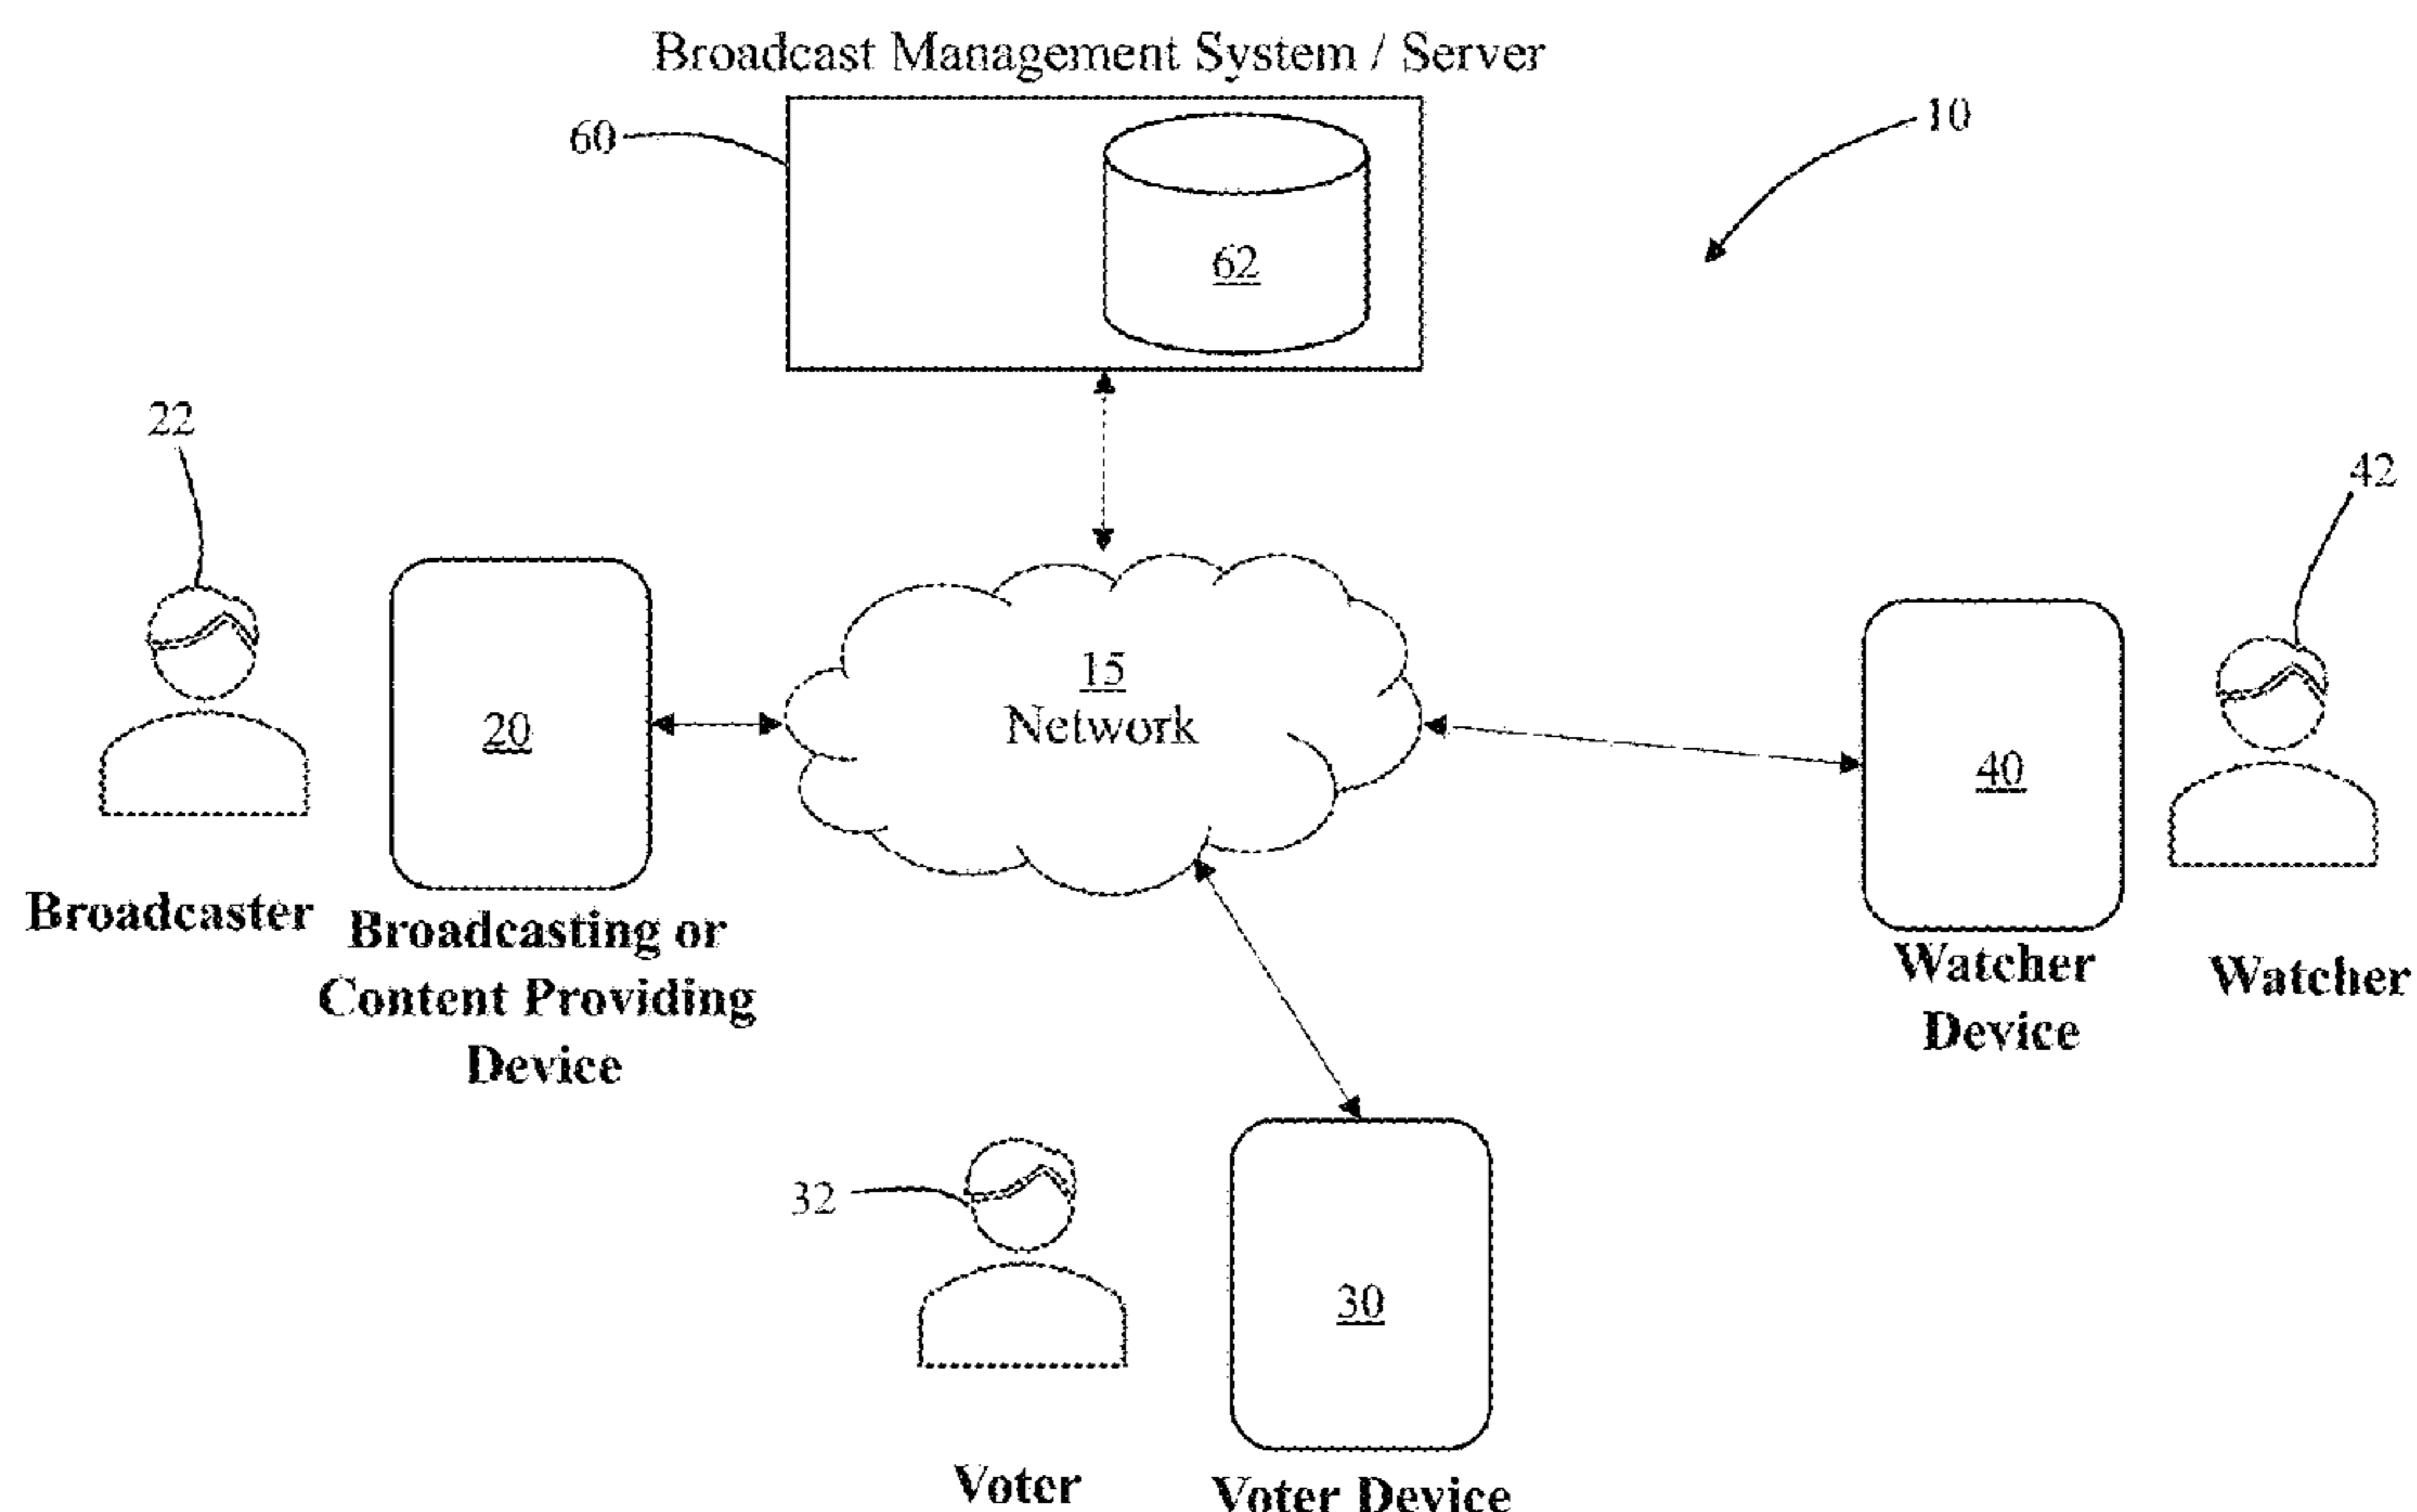 Broadcast Management System / Server
60
10
62
22
42
15
Network
20
40
Broadcaster
Broadcasting or
Content Providing
Device
Watcher
Device
Watcher
32
30
Voter
Voter Device